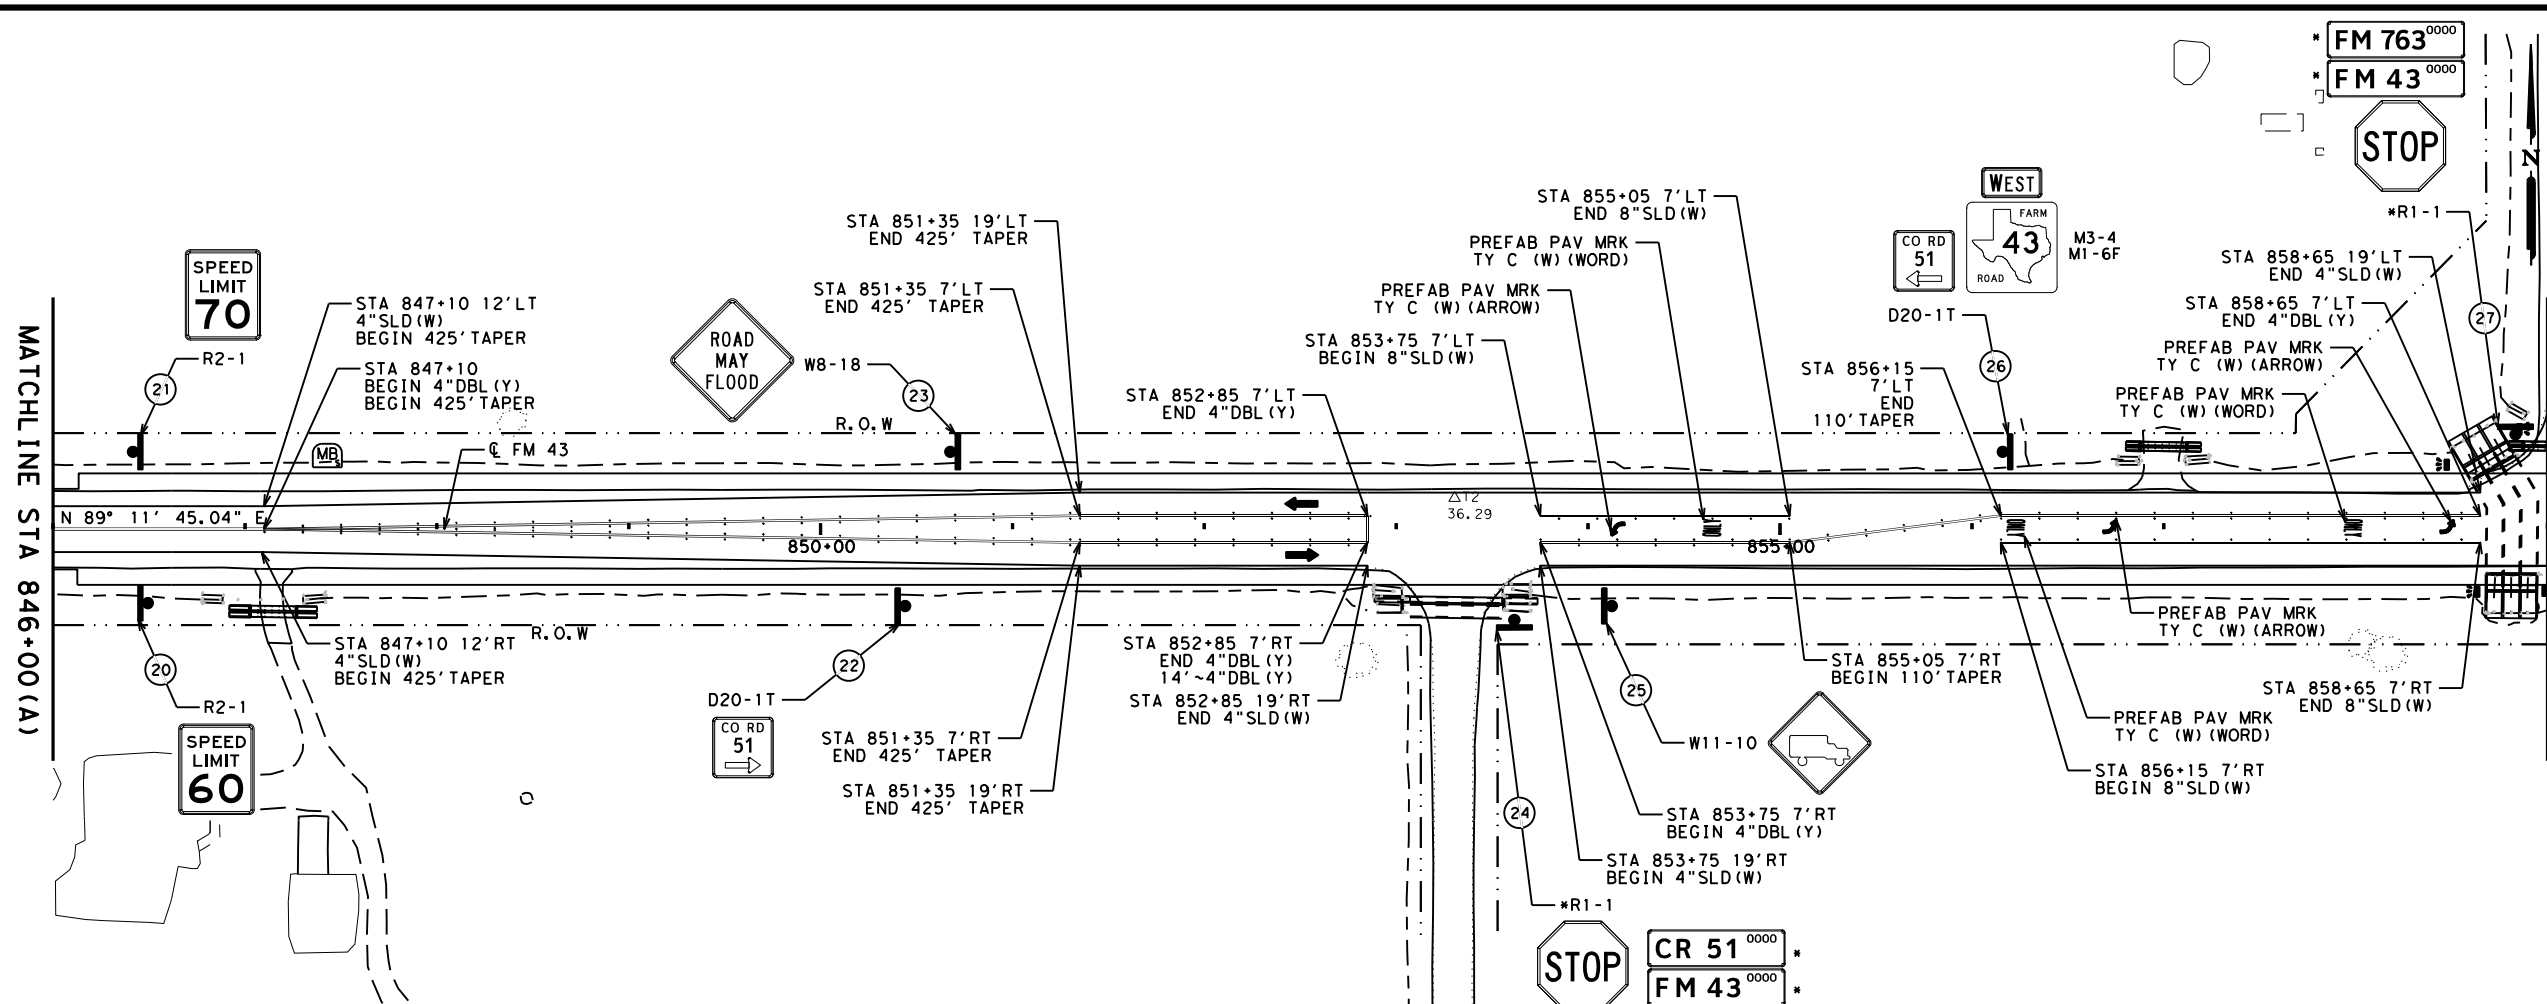 * FM 763 0000
* FM 43 0000
STOP
N
*R1-1
27
WEST
FARM
43
ROAD
M3-4
M1-6F
CO RD
51
D20-1T
26
STA 855+05 7'LT
END 8"SLD(W)
PREFAB PAV MRK
TY C (W)(WORD)
PREFAB PAV MRK
TY C (W)(ARROW)
STA 853+75 7'LT
BEGIN 8"SLD(W)
STA 852+85 7'LT
END 4"DBL(Y)
STA 856+15
7'LT
END
110'TAPER
STA 858+65 19'LT
END 4"SLD(W)
STA 858+65 7'LT
END 4"DBL(Y)
PREFAB PAV MRK
TY C (W)(ARROW)
PREFAB PAV MRK
TY C (W)(WORD)
STA 851+35 19'LT
END 425' TAPER
STA 851+35 7'LT
END 425' TAPER
ROAD
MAY
FLOOD
W8-18
23
R.O.W
SPEED
LIMIT
70
R2-1
21
STA 847+10 12'LT
4"SLD(W)
BEGIN 425'TAPER
STA 847+10
BEGIN 4"DBL(Y)
BEGIN 425'TAPER
MB
S
℄ FM 43
MATCHLINE STA 846+00(A)
N 89° 11' 45.04" E
850+00
△T2
36.29
855+00
20
R2-1
SPEED
LIMIT
60
STA 847+10 12'RT
4"SLD(W)
BEGIN 425'TAPER
R.O.W
22
D20-1T
CO RD
51
STA 851+35 7'RT
END 425' TAPER
STA 851+35 19'RT
END 425' TAPER
STA 852+85 7'RT
END 4"DBL(Y)
14'~4"DBL(Y)
STA 852+85 19'RT
END 4"SLD(W)
25
W11-10
24
*R1-1
STOP
CR 51 0000 *
FM 43 0000 *
STA 853+75 7'RT
BEGIN 4"DBL(Y)
STA 853+75 19'RT
BEGIN 4"SLD(W)
STA 855+05 7'RT
BEGIN 110'TAPER
PREFAB PAV MRK
TY C (W)(ARROW)
PREFAB PAV MRK
TY C (W)(WORD)
STA 856+15 7'RT
BEGIN 8"SLD(W)
STA 858+65 7'RT
END 8"SLD(W)